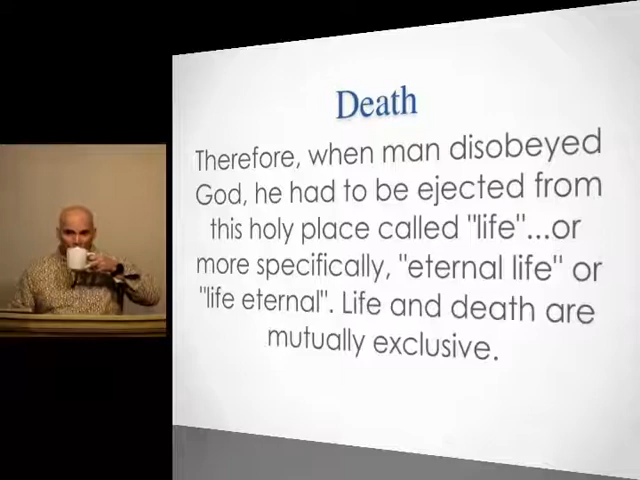 Death
Therefore, when man disobeyed
God, he had to be ejected from
this holy place called "life"...or
more specifically, "eternal life" or
"life eternal". Life and death are
mutually exclusive.